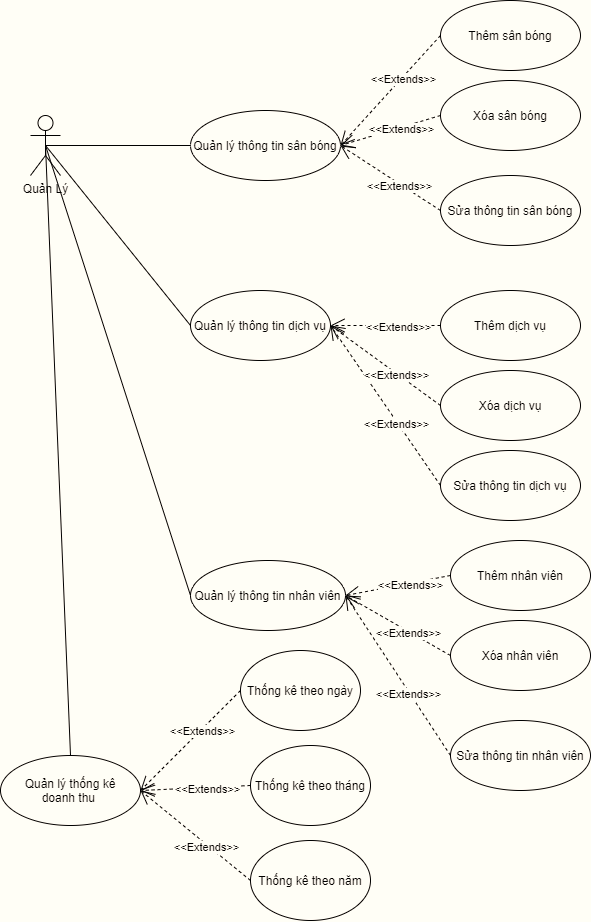 Thêm sân bóng
<<Extends>>
Xóa sân bóng
<<Extends>>
Quản lý thông tin sân bóng
Quản Lý
<<Extends>>
Sửa thông tin sân bóng
Quản lý thông tin dịch vụ
<<Extends>>
Thêm dịch vụ
<<Extends>>
Xóa dịch vụ
<<Extends>>
Sửa thông tin dịch vụ
Thêm nhân viên
<<Extends>>
Quản lý thông tin nhân viên
<<Extends>>
Xóa nhân viên
<<Extends>>
Sửa thông tin nhân viên
Thống kê theo ngày
<<Extends>>
Quản lý thống kê
doanh thu
<<Extends>>
Thống kê theo tháng
<<Extends>>
Thống kê theo năm